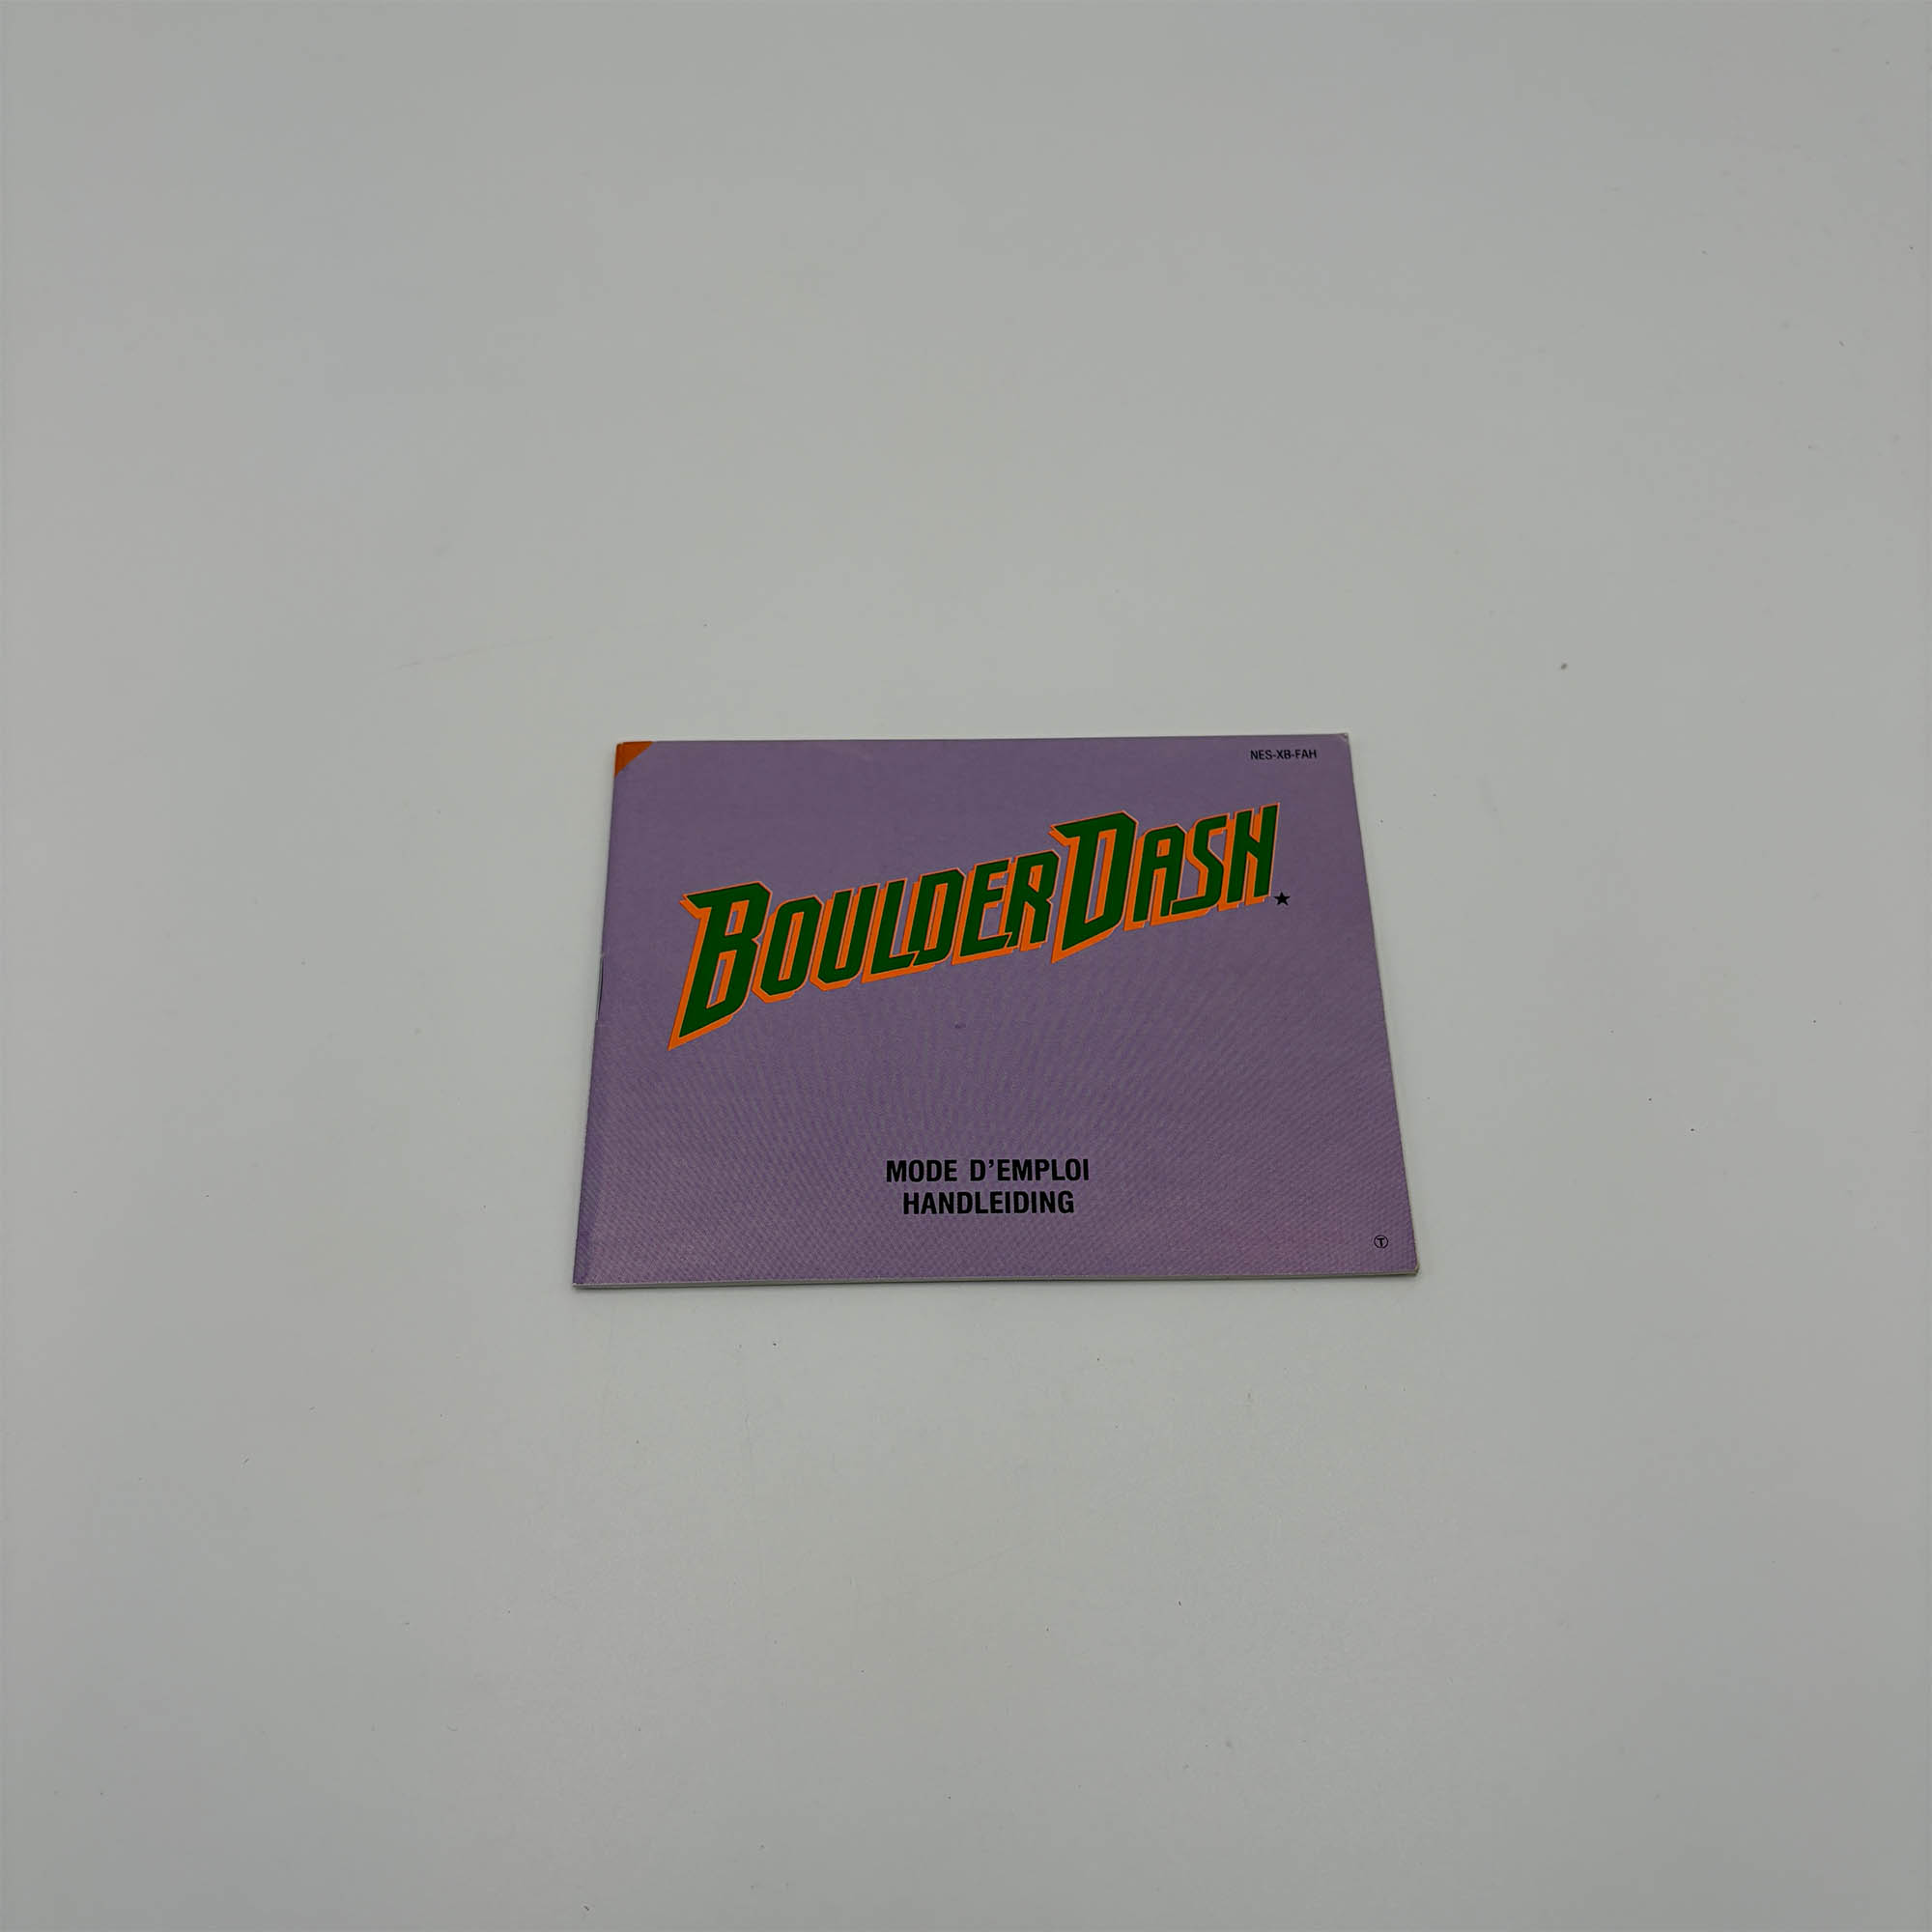 NES-XB-FAH
BOULDER DASH
MODE D'EMPLOI
HANDLEIDING
T